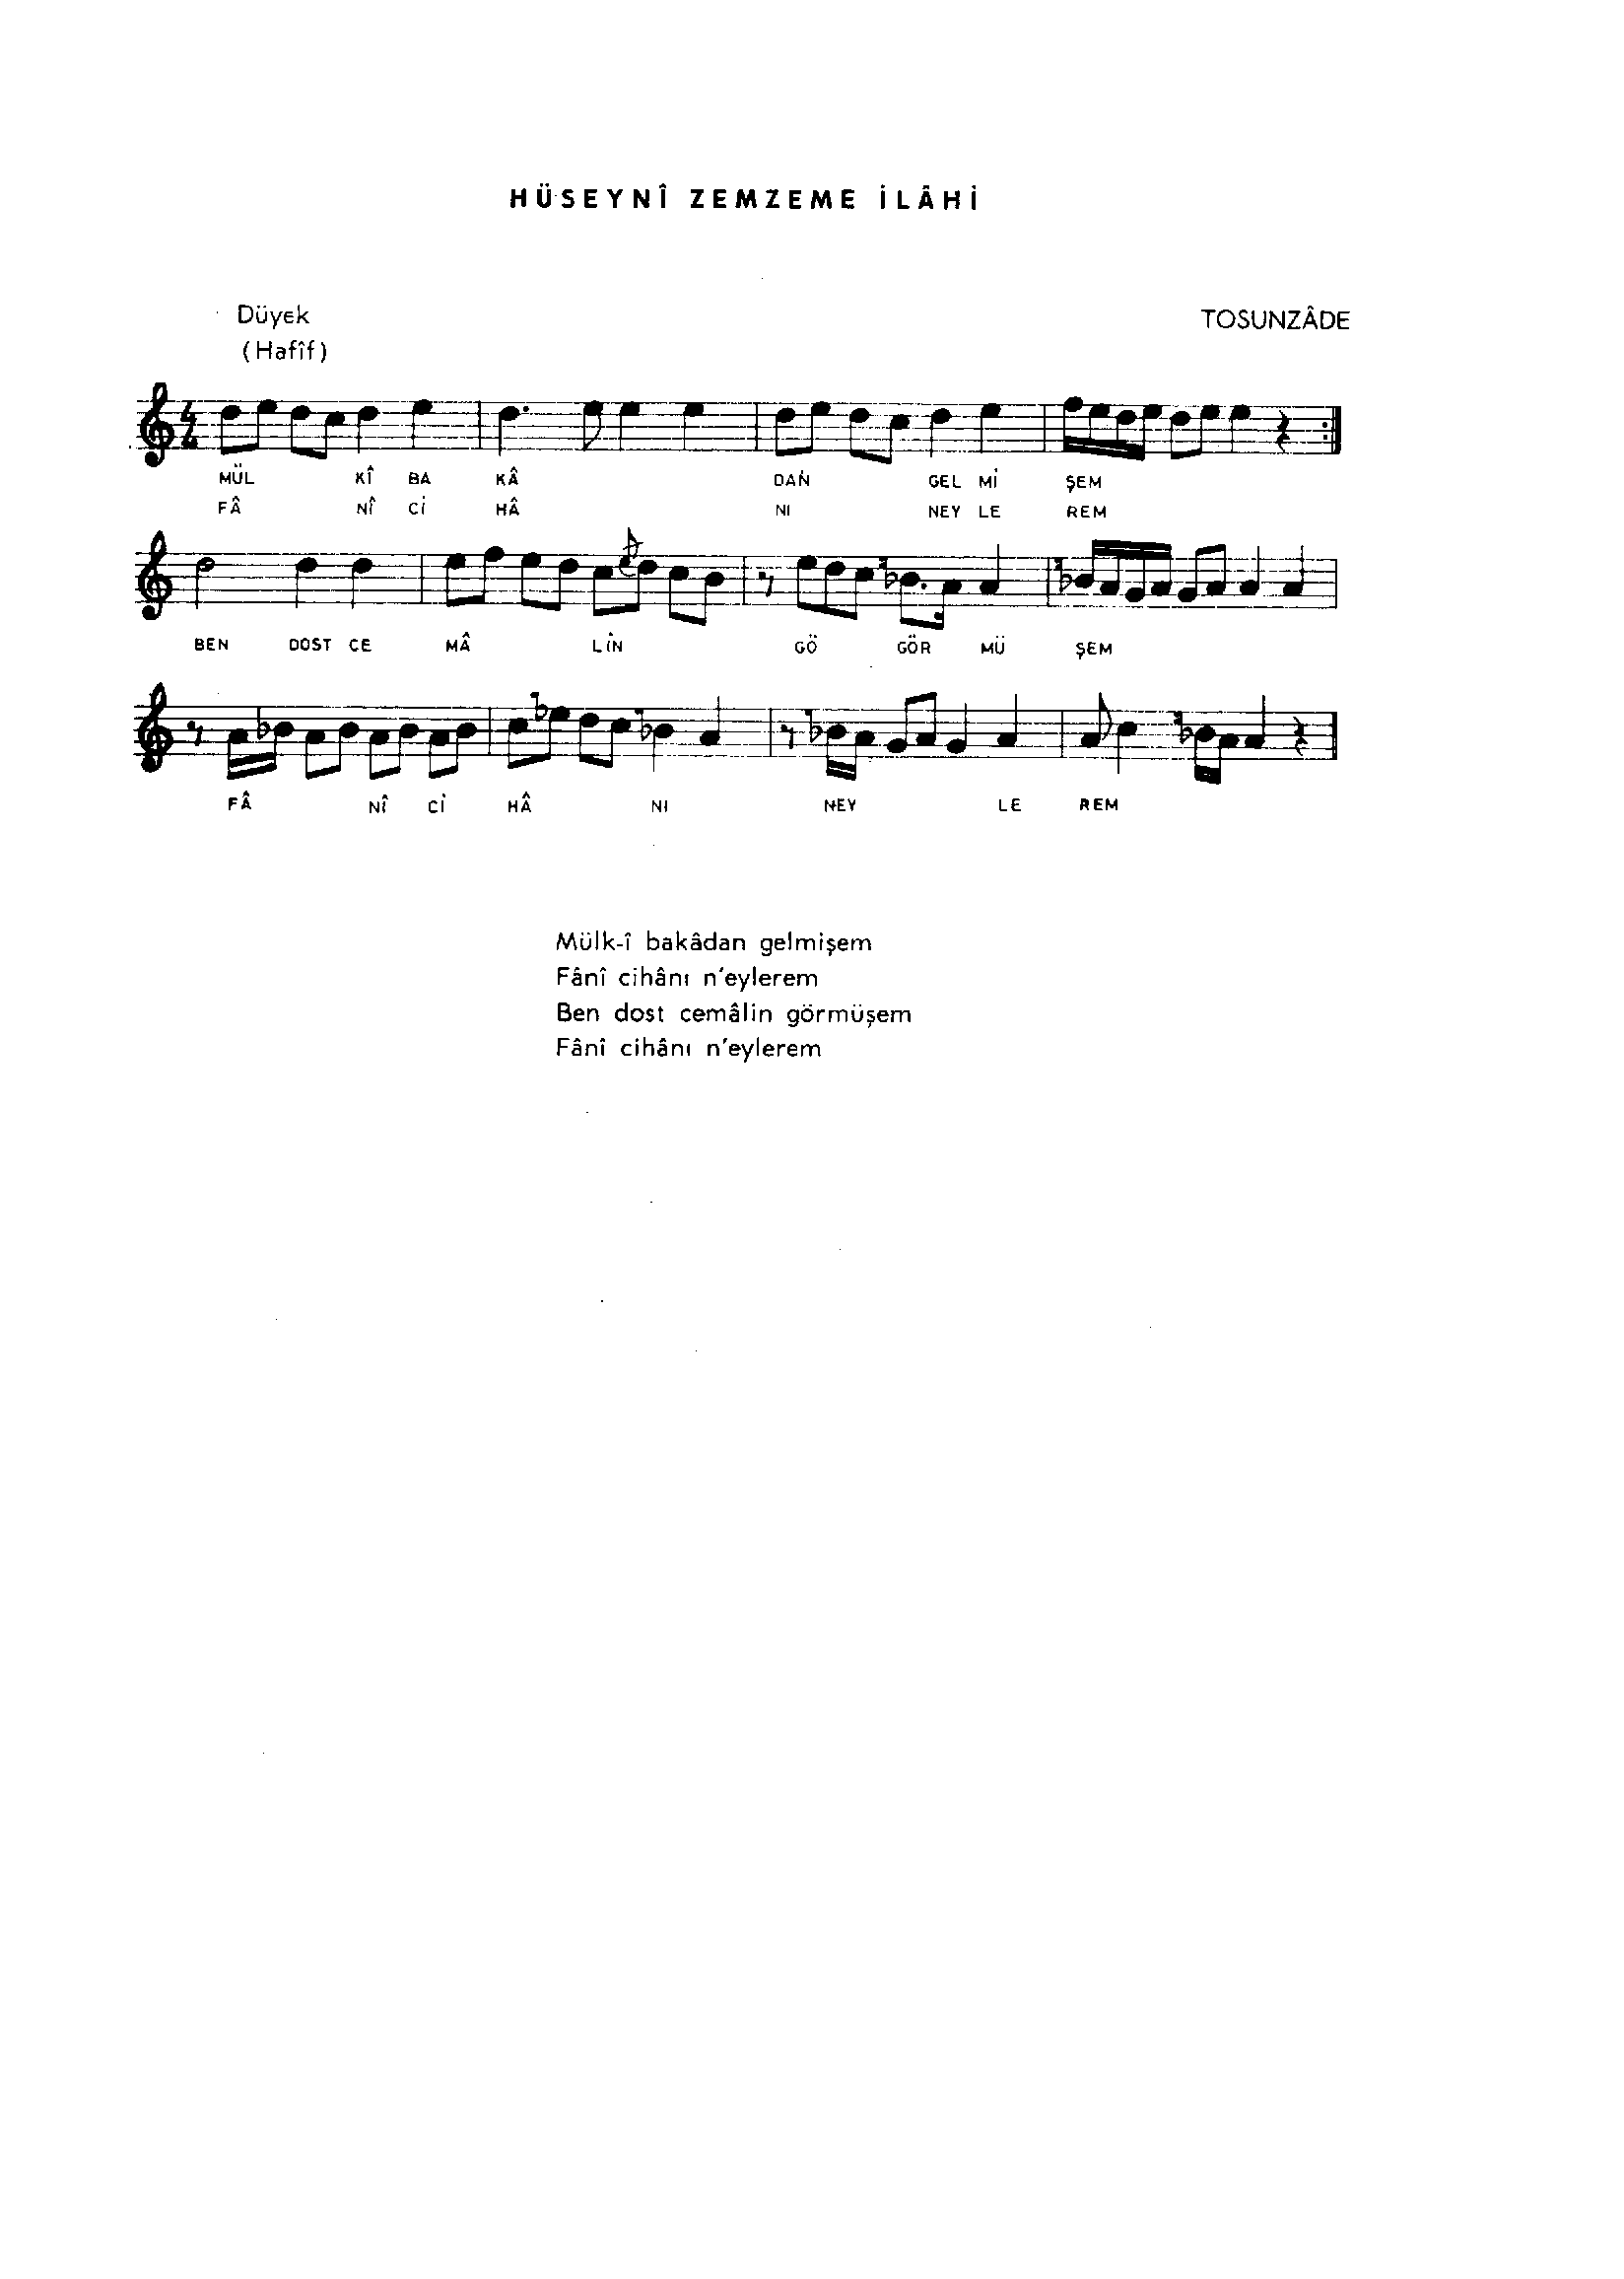 HÜSEYNÎ ZEMZEME İLÂHİ
Düyek
TOSUNZÂDE
(Hafîf)
4
4
MÜL KÎ BA KÂ DAN GEL Mİ ŞEM
FÂ NÎ Cİ HÂ NI NEY LE REM
BEN DOST CE MÂ LİN GÖ GÖR MÜ ŞEM
FÂ NÎ Cİ HÂ NI NEY LE REM
Mülk-î bakâdan gelmişem
Fânî cihânı n'eylerem
Ben dost cemâlin görmüşem
Fânî cihânı n'eylerem